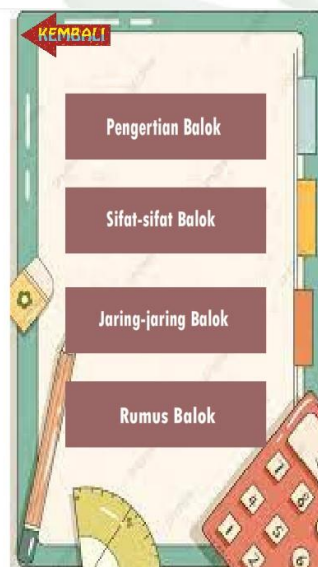 KEMBALI
Pengertian Balok
Sifat-sifat Balok
Jaring-jaring Balok
Rumus Balok